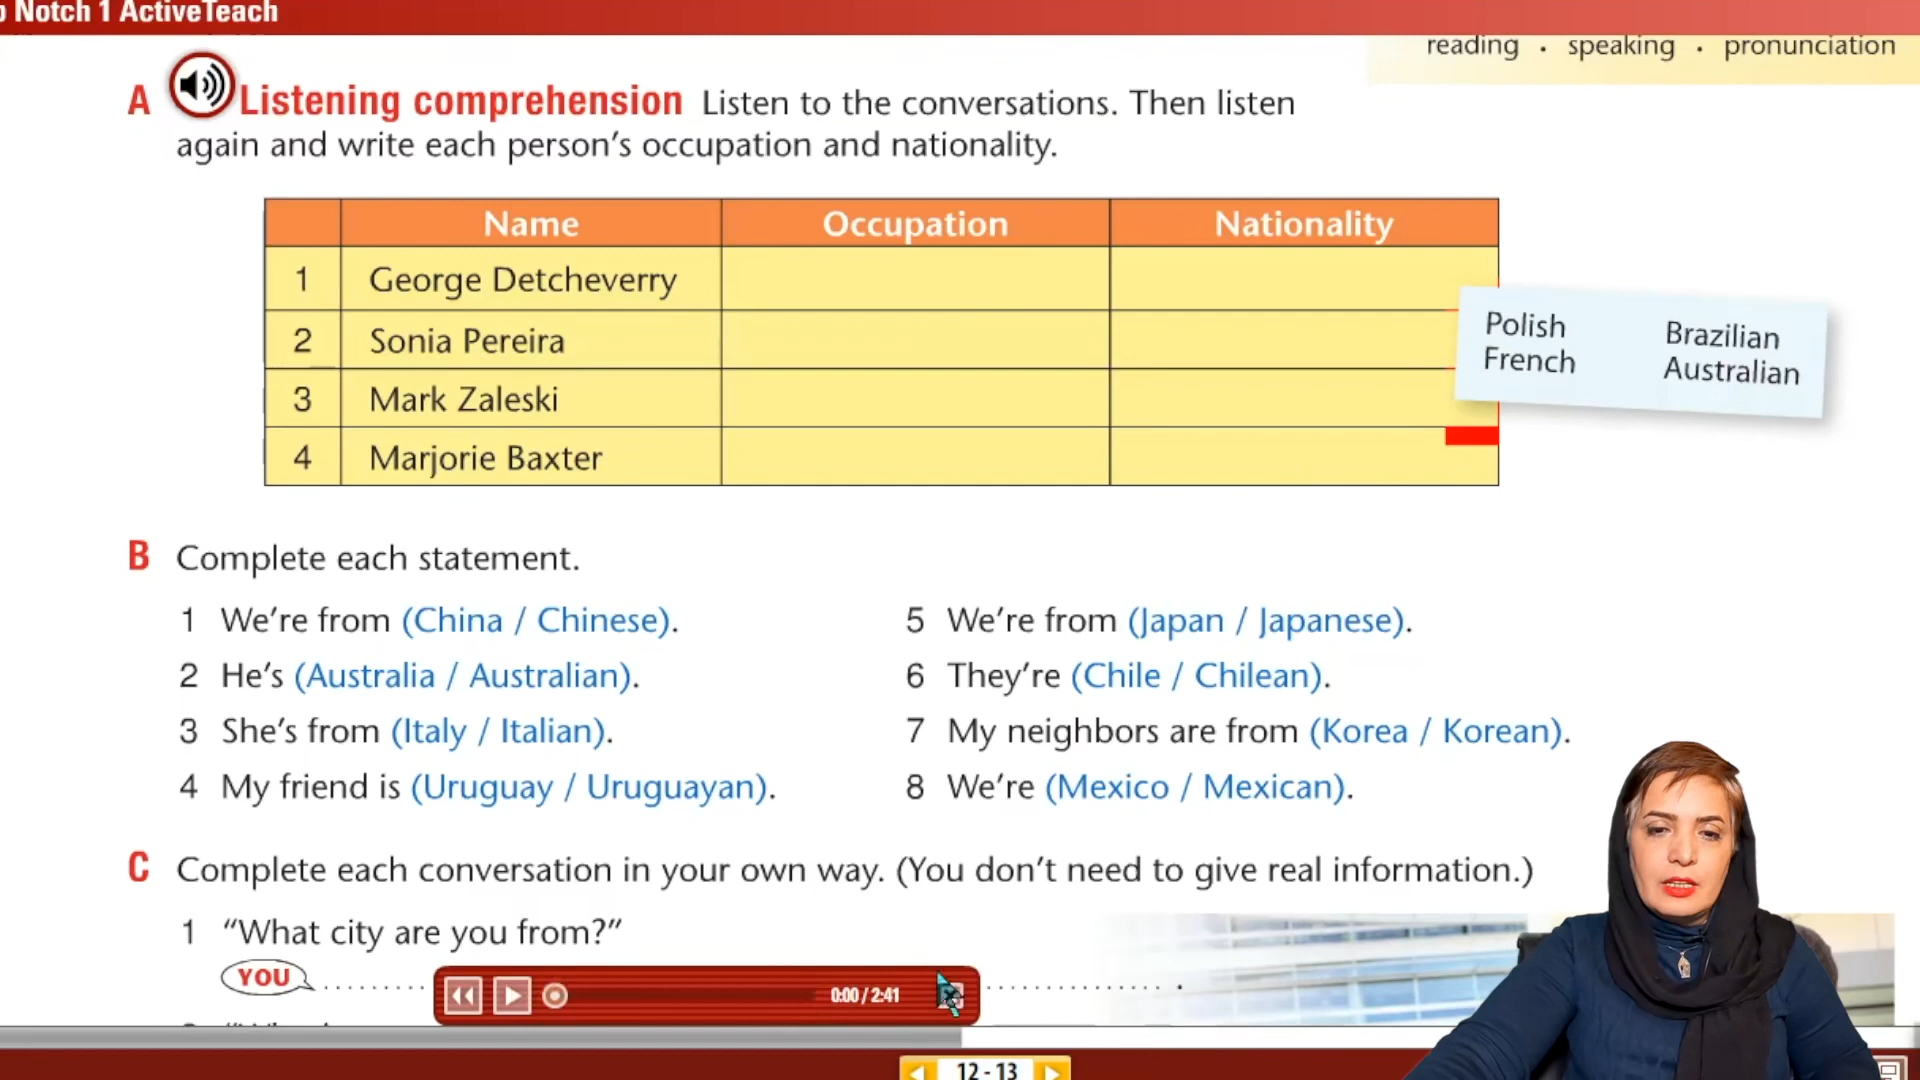 Notch 1 ActiveTeach
reading · speaking · pronunciation
A Listening comprehension Listen to the conversations. Then listen
again and write each person's occupation and nationality.
Name Occupation Nationality
1 George Detcheverry
2 Sonia Pereira
3 Mark Zaleski
4 Marjorie Baxter
Polish Brazilian
French Australian
B Complete each statement.
1 We're from (China / Chinese).
2 He's (Australia / Australian).
3 She's from (Italy / Italian).
4 My friend is (Uruguay / Uruguayan).
5 We're from (Japan / Japanese).
6 They're (Chile / Chilean).
7 My neighbors are from (Korea / Korean).
8 We're (Mexico / Mexican).
C Complete each conversation in your own way. (You don't need to give real information.)
1 “What city are you from?”
YOU .
0:00 / 2:41
12 - 13